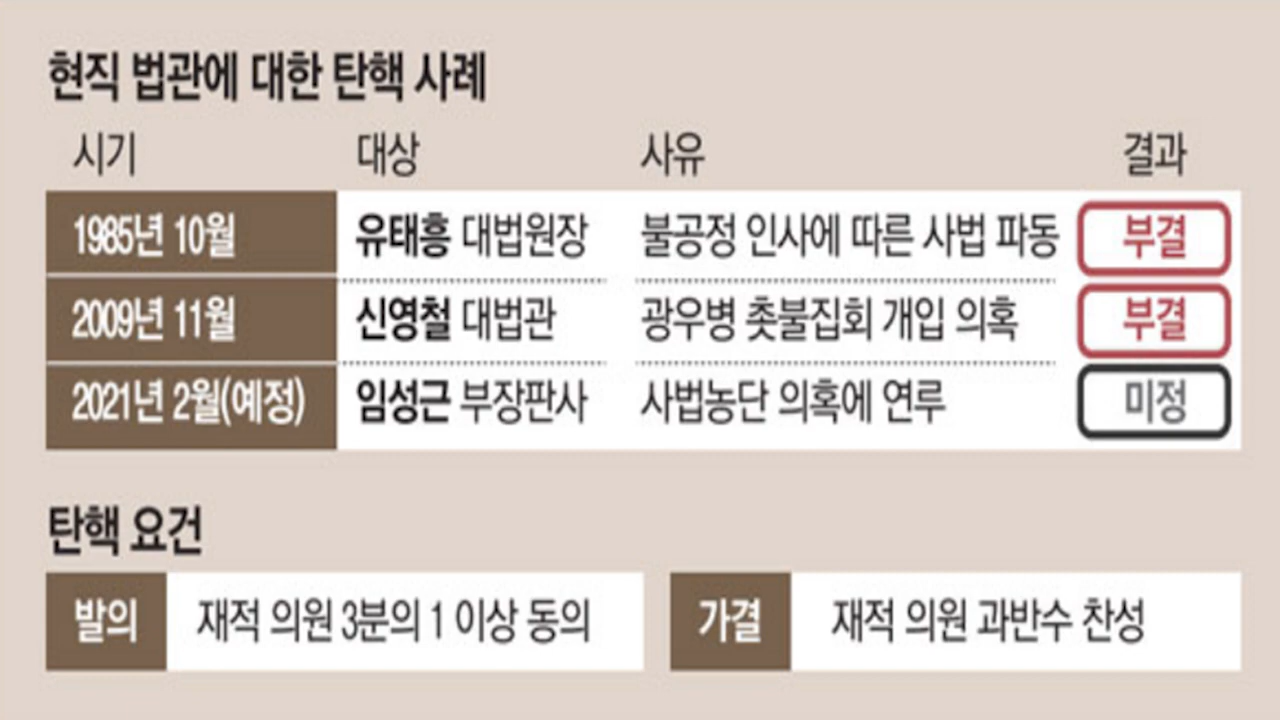 현직 법관에 대한 탄핵 사례
시기 대상 사유 결과
1985년 10월 유태흥 대법원장 불공정 인사에 따른 사법 파동 부결
2009년 11월 신영철 대법관 광우병 촛불집회 개입 의혹 부결
2021년 2월(예정) 임성근 부장판사 사법농단 의혹에 연루 미정
탄핵 요건
발의 재적 의원 3분의 1 이상 동의 가결 재적 의원 과반수 찬성